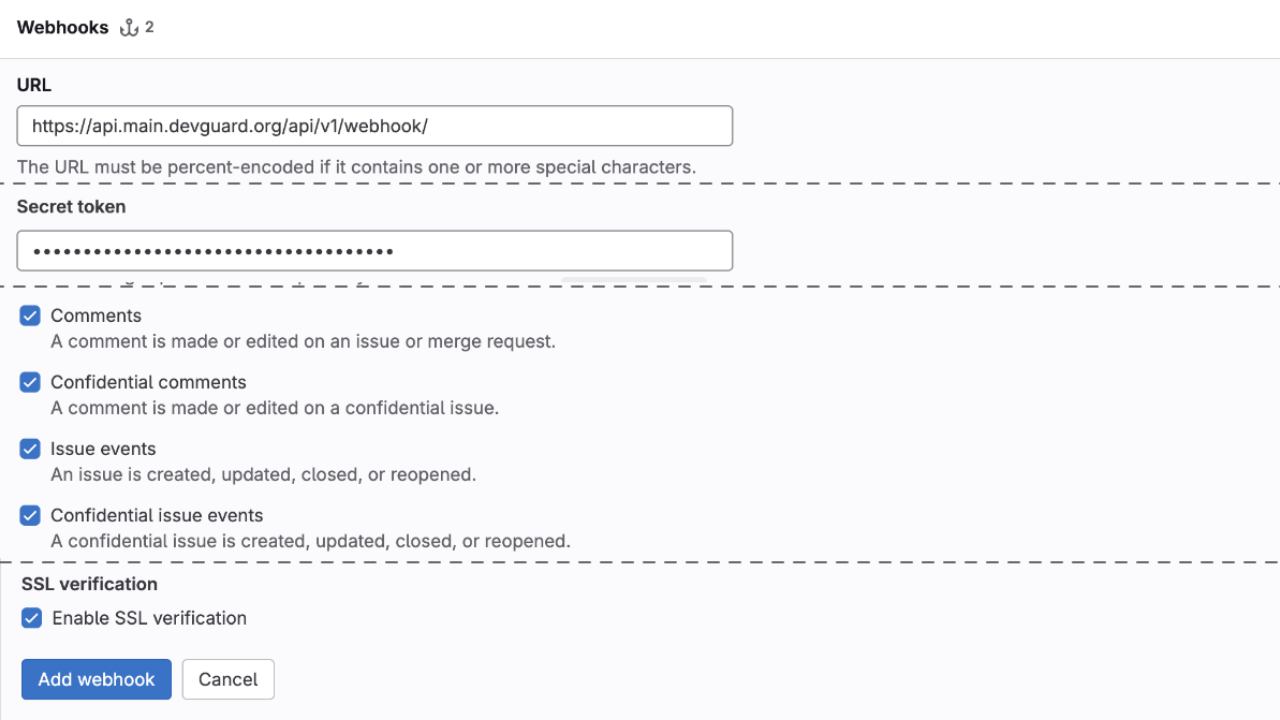 Webhooks 2
URL
https://api.main.devguard.org/api/v1/webhook/
The URL must be percent-encoded if it contains one or more special characters.
Secret token
••••••••••••••••••••••••••••••••••••
Comments
A comment is made or edited on an issue or merge request.
Confidential comments
A comment is made or edited on a confidential issue.
Issue events
An issue is created, updated, closed, or reopened.
Confidential issue events
A confidential issue is created, updated, closed, or reopened.
SSL verification
Enable SSL verification
Add webhook Cancel